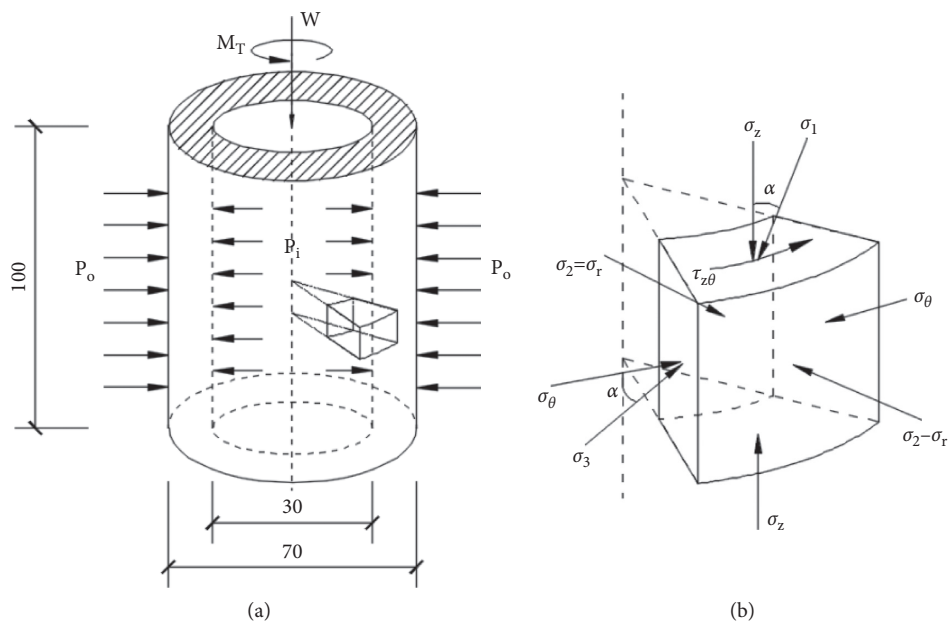 W
M_T
100
P_o
P_i
P_o
30
70
(a)
σ_z
σ_1
α
σ_2=σ_r
τ_zθ
σ_θ
σ_θ
α
σ_3
σ_2–σ_r
σ_z
(b)